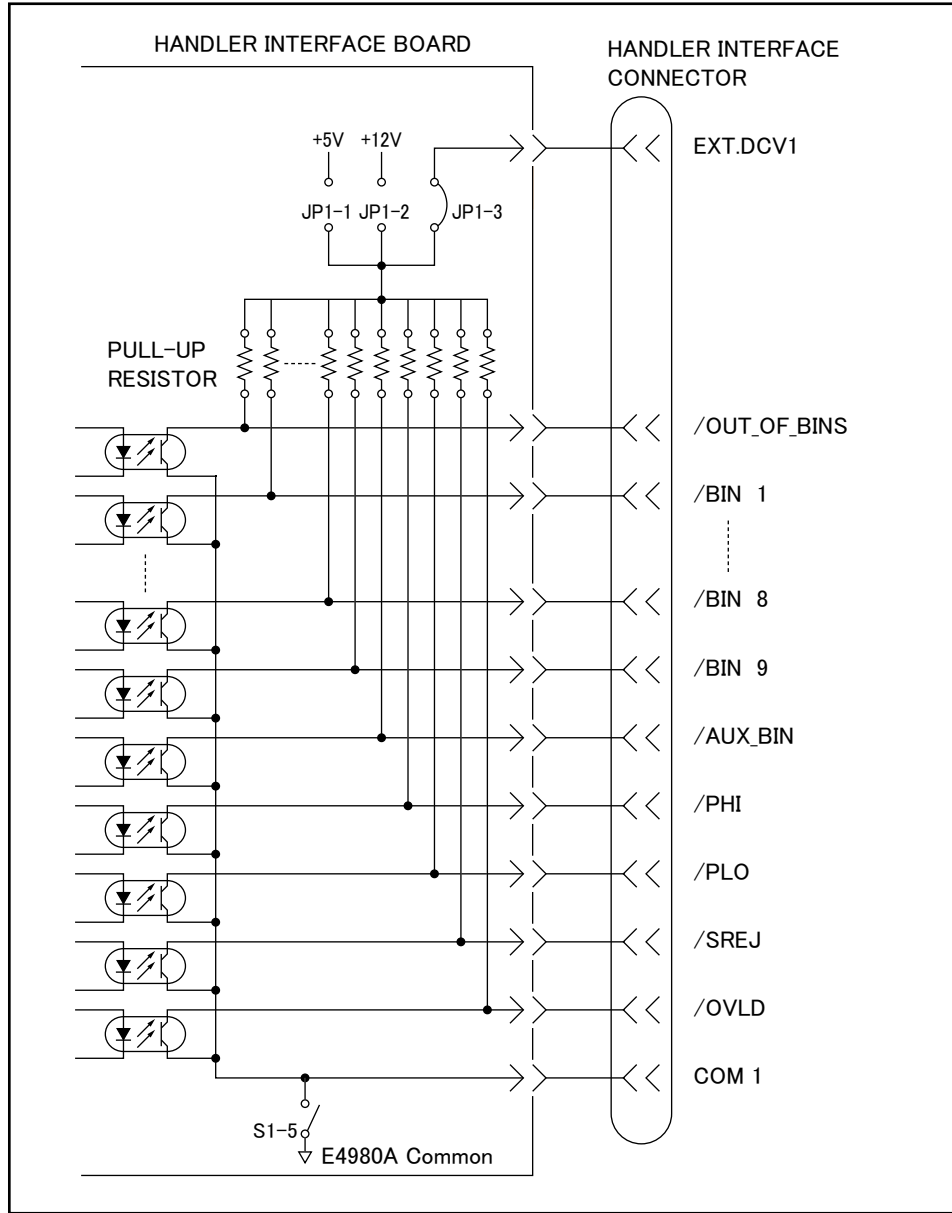 HANDLER INTERFACE BOARD
HANDLER INTERFACE
CONNECTOR
+5V +12V
EXT.DCV1
JP1-1 JP1-2 JP1-3
PULL-UP
RESISTOR
/OUT_OF_BINS
/BIN 1
/BIN 8
/BIN 9
/AUX_BIN
/PHI
/PLO
/SREJ
/OVLD
COM 1
S1-5
E4980A Common